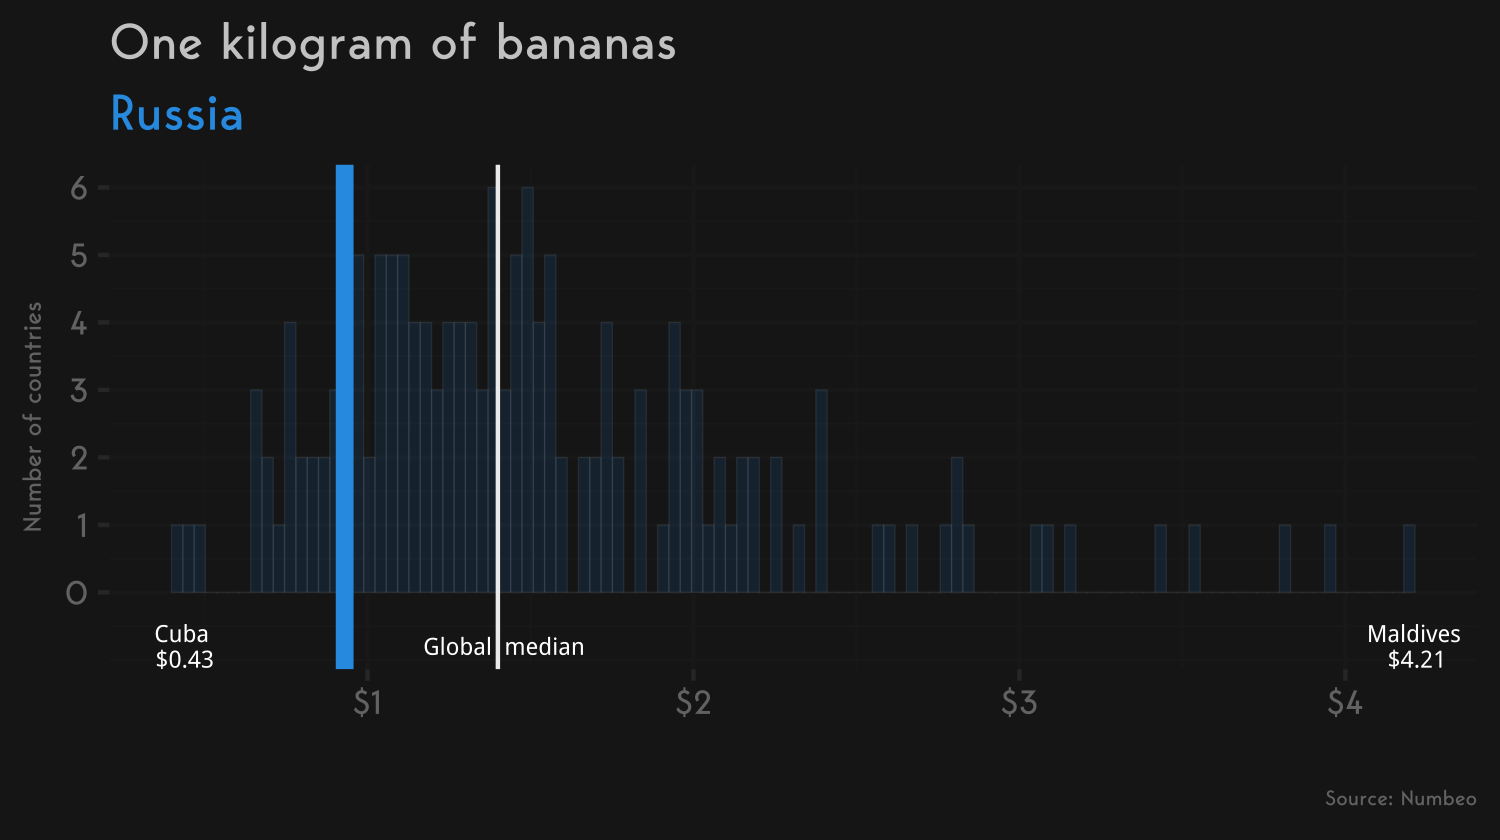 One kilogram of bananas
Russia
Number of countries
6
5
4
3
2
1
0
Cuba
$0.43
Global median
Maldives
$4.21
$1
$2
$3
$4
Source: Numbeo